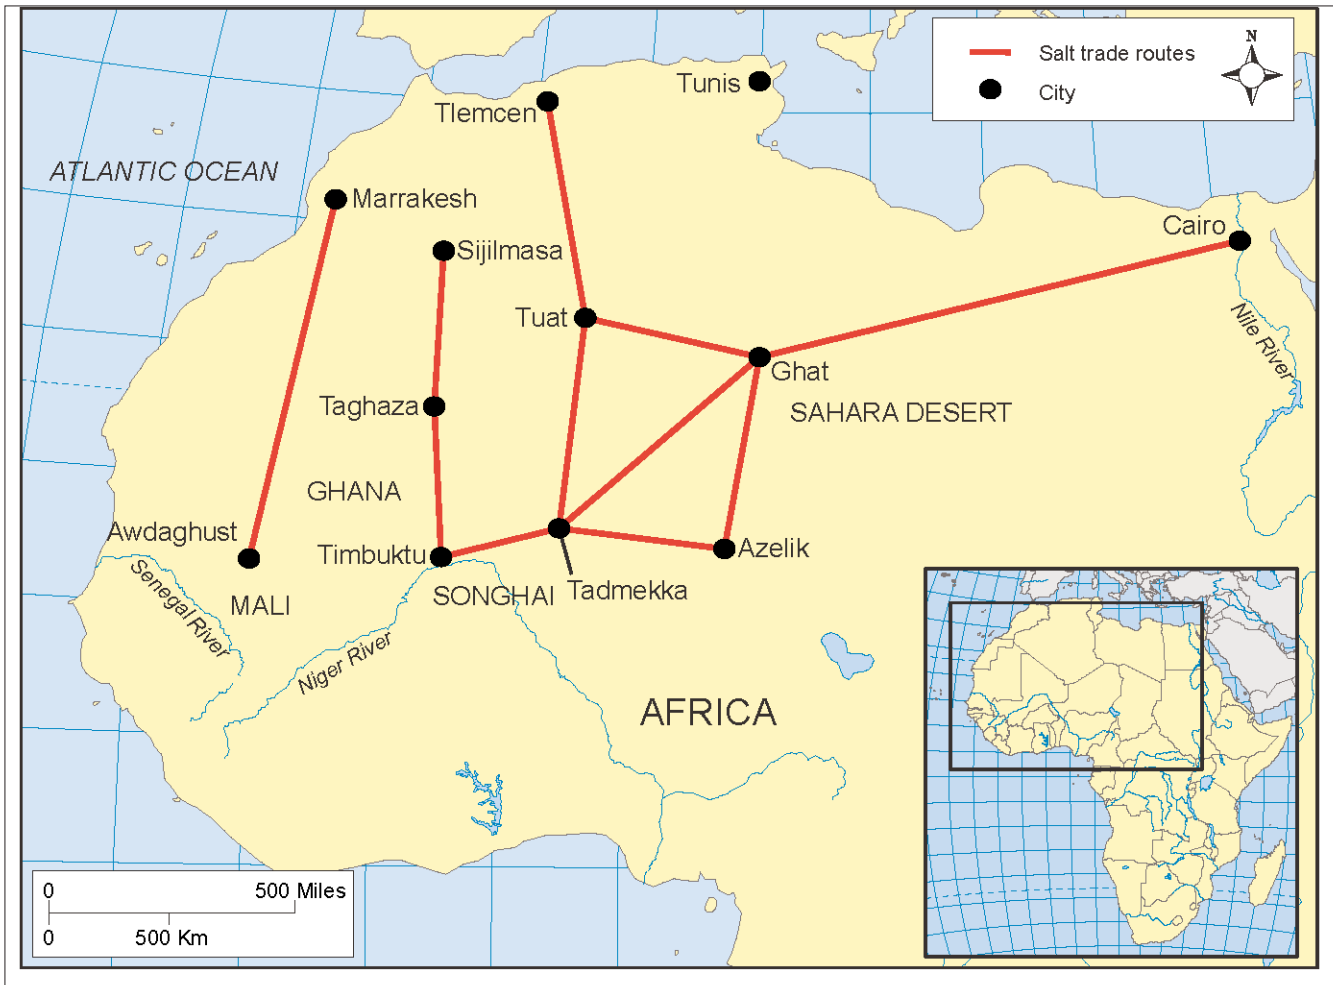 Salt trade routes
City
N
Tunis
Tlemcen
ATLANTIC OCEAN
Marrakesh
Sijilmasa
Cairo
Tuat
Nile River
Ghat
Taghaza
SAHARA DESERT
GHANA
Awdaghust
Timbuktu
Azelik
Tadmekka
SONGHAI
MALI
Senegal River
Niger River
AFRICA
0 500 Miles
0 500 Km